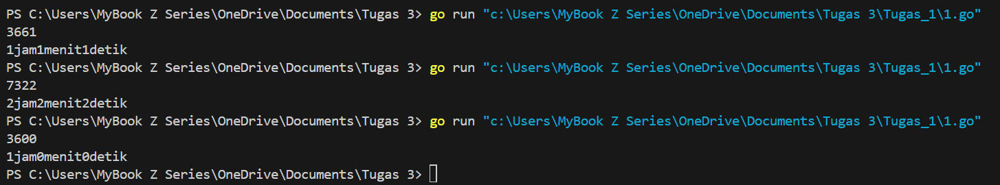 PS C:\Users\MyBook Z Series\OneDrive\Documents\Tugas 3> go run "c:\Users\MyBook Z Series\OneDrive\Documents\Tugas 3\Tugas_1\1.go"
3661
1jam1menit1detik
PS C:\Users\MyBook Z Series\OneDrive\Documents\Tugas 3> go run "c:\Users\MyBook Z Series\OneDrive\Documents\Tugas 3\Tugas_1\1.go"
7322
2jam2menit2detik
PS C:\Users\MyBook Z Series\OneDrive\Documents\Tugas 3> go run "c:\Users\MyBook Z Series\OneDrive\Documents\Tugas 3\Tugas_1\1.go"
3600
1jam0menit0detik
PS C:\Users\MyBook Z Series\OneDrive\Documents\Tugas 3>